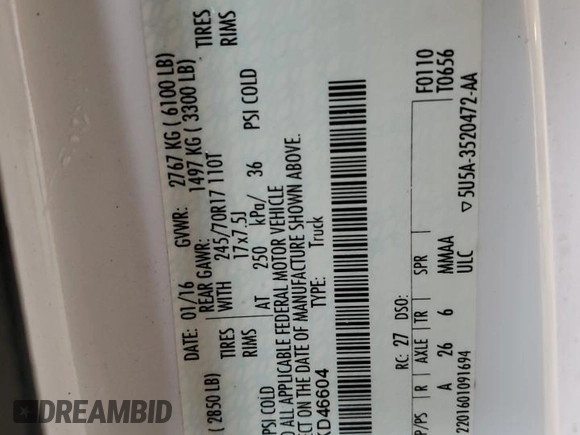 DATE: 01/16 GVWR: 2767 KG ( 6100 LB)
REAR GAWR: 1497 KG ( 3300 LB)
( 2850 LB) WITH 245/70R17 110T TIRES
TIRES 17x7.5J RIMS
RIMS AT 250 kPa/ 36 PSI COLD
PSI COLD
O ALL APPLICABLE FEDERAL MOTOR VEHICLE
ECT ON THE DATE OF MANUFACTURE SHOWN ABOVE.
KD46604 TYPE: Truck
F0110
T0656
RC: 27 DSO:
P/PS R AXLE TR SPR
A 26 6 MMAA
2201601091694 ULC ▽ 5U5A-3520472-AA
DREAMBID